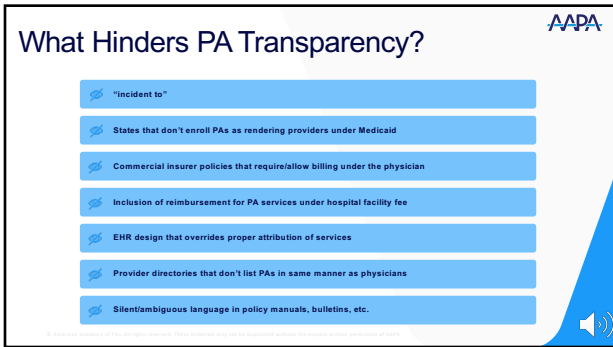 AAPA
What Hinders PA Transparency?
“incident to”
States that don’t enroll PAs as rendering providers under Medicaid
Commercial insurer policies that require/allow billing under the physician
Inclusion of reimbursement for PA services under hospital facility fee
EHR design that overrides proper attribution of services
Provider directories that don’t list PAs in same manner as physicians
Silent/ambiguous language in policy manuals, bulletins, etc.